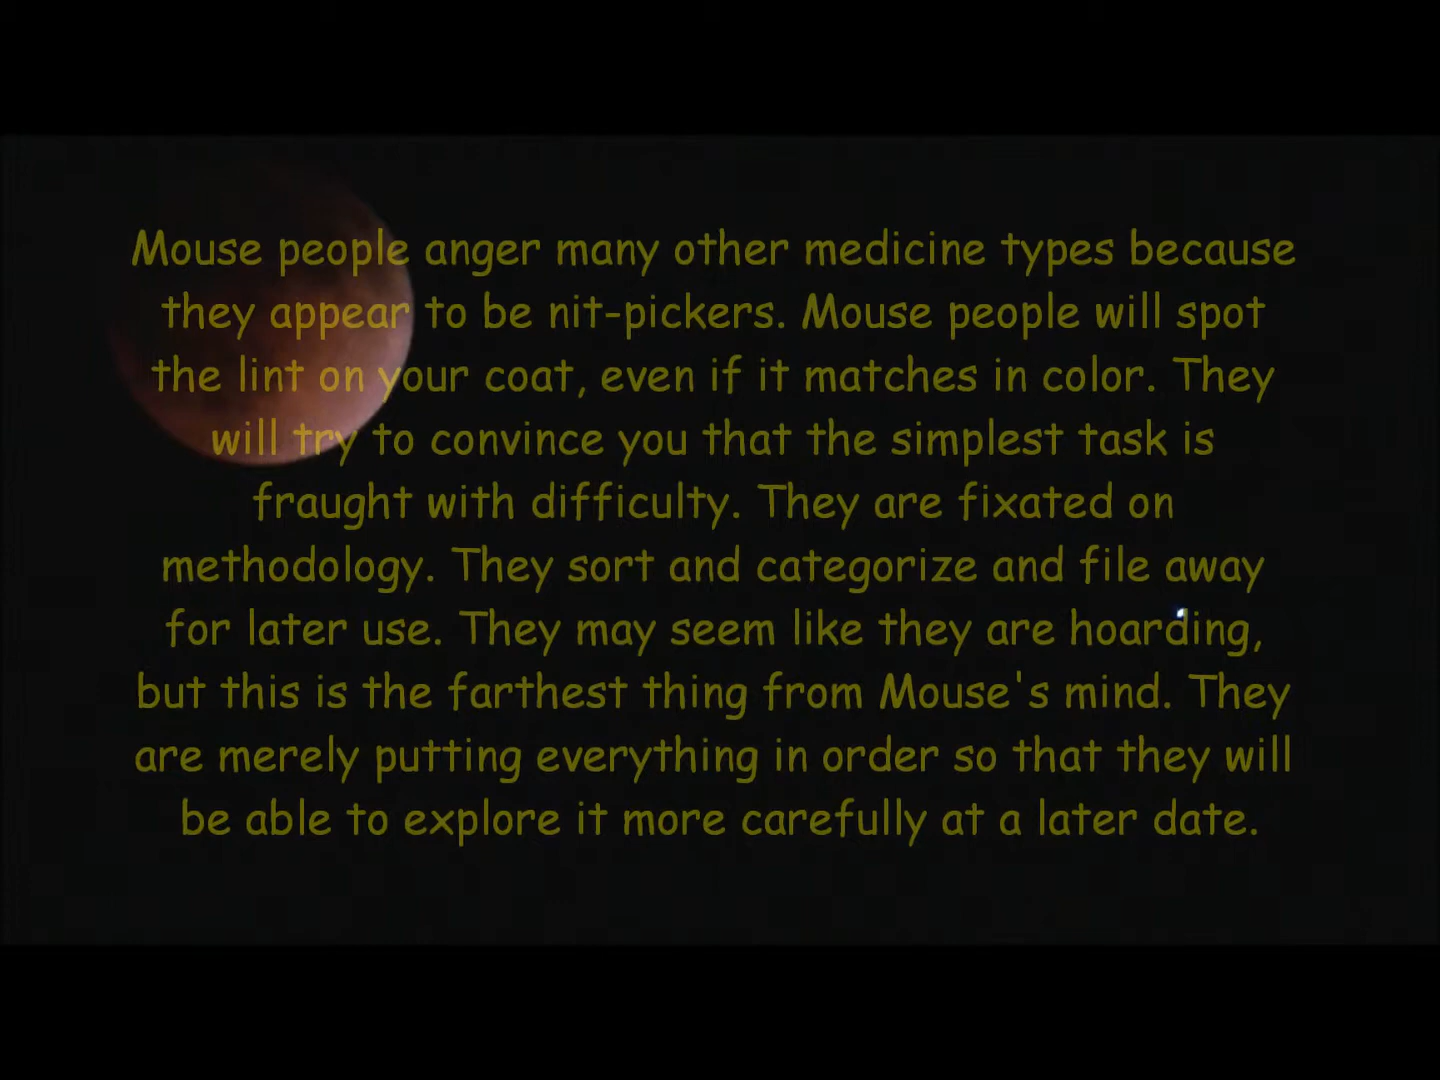 Mouse people anger many other medicine types because
they appear to be nit-pickers. Mouse people will spot
the lint on your coat, even if it matches in color. They
will try to convince you that the simplest task is
fraught with difficulty. They are fixated on
methodology. They sort and categorize and file away
for later use. They may seem like they are hoarding,
but this is the farthest thing from Mouse's mind. They
are merely putting everything in order so that they will
be able to explore it more carefully at a later date.